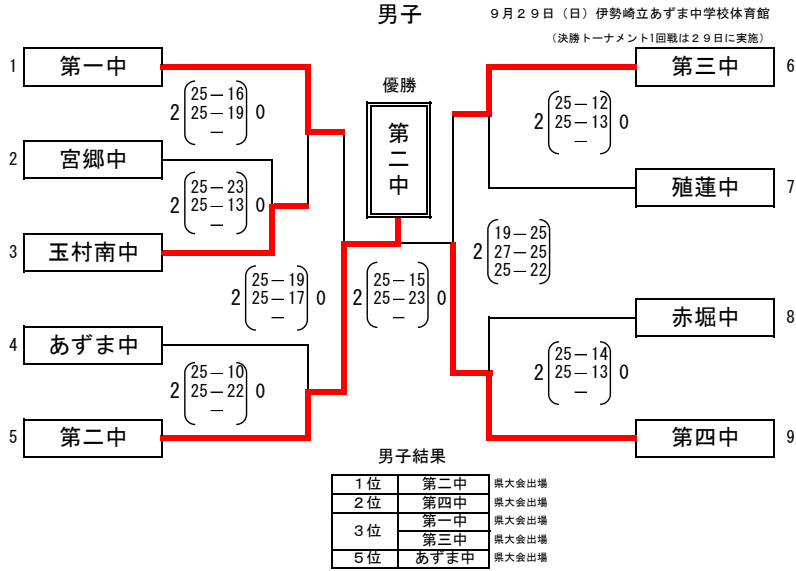 男子
９月２９日（日）伊勢崎立あずま中学校体育館
（決勝トーナメント1回戦は２９日に実施）
1 第一中
2 宮郷中
3 玉村南中
4 あずま中
5 第二中
第三中 6
殖蓮中 7
赤堀中 8
第四中 9
優勝
第二中
2 25－16 0
25－19
－
2 25－23 0
25－13
－
2 25－19 0
25－17
－
2 25－10 0
25－22
－
2 25－15 0
25－23
－
2 25－12 0
25－13
－
2 19－25
27－25
25－22
2 25－14 0
25－13
－
男子結果
１位 第二中 県大会出場
２位 第四中 県大会出場
３位 第一中 県大会出場
第三中 県大会出場
５位 あずま中 県大会出場